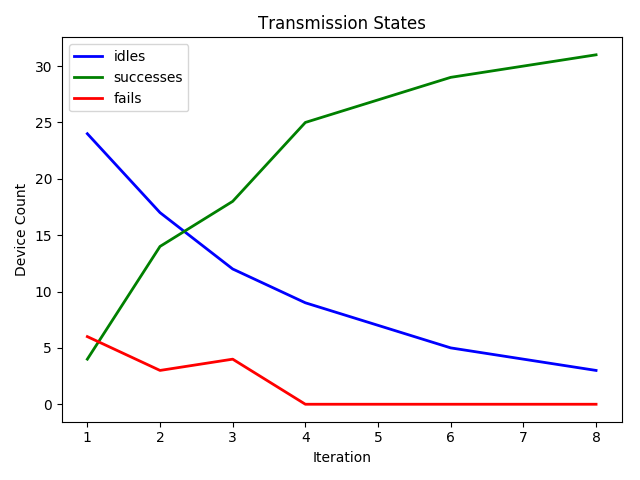 Transmission States
idles
successes
fails
Device Count
30
25
20
15
10
5
0
1 2 3 4 5 6 7 8
Iteration